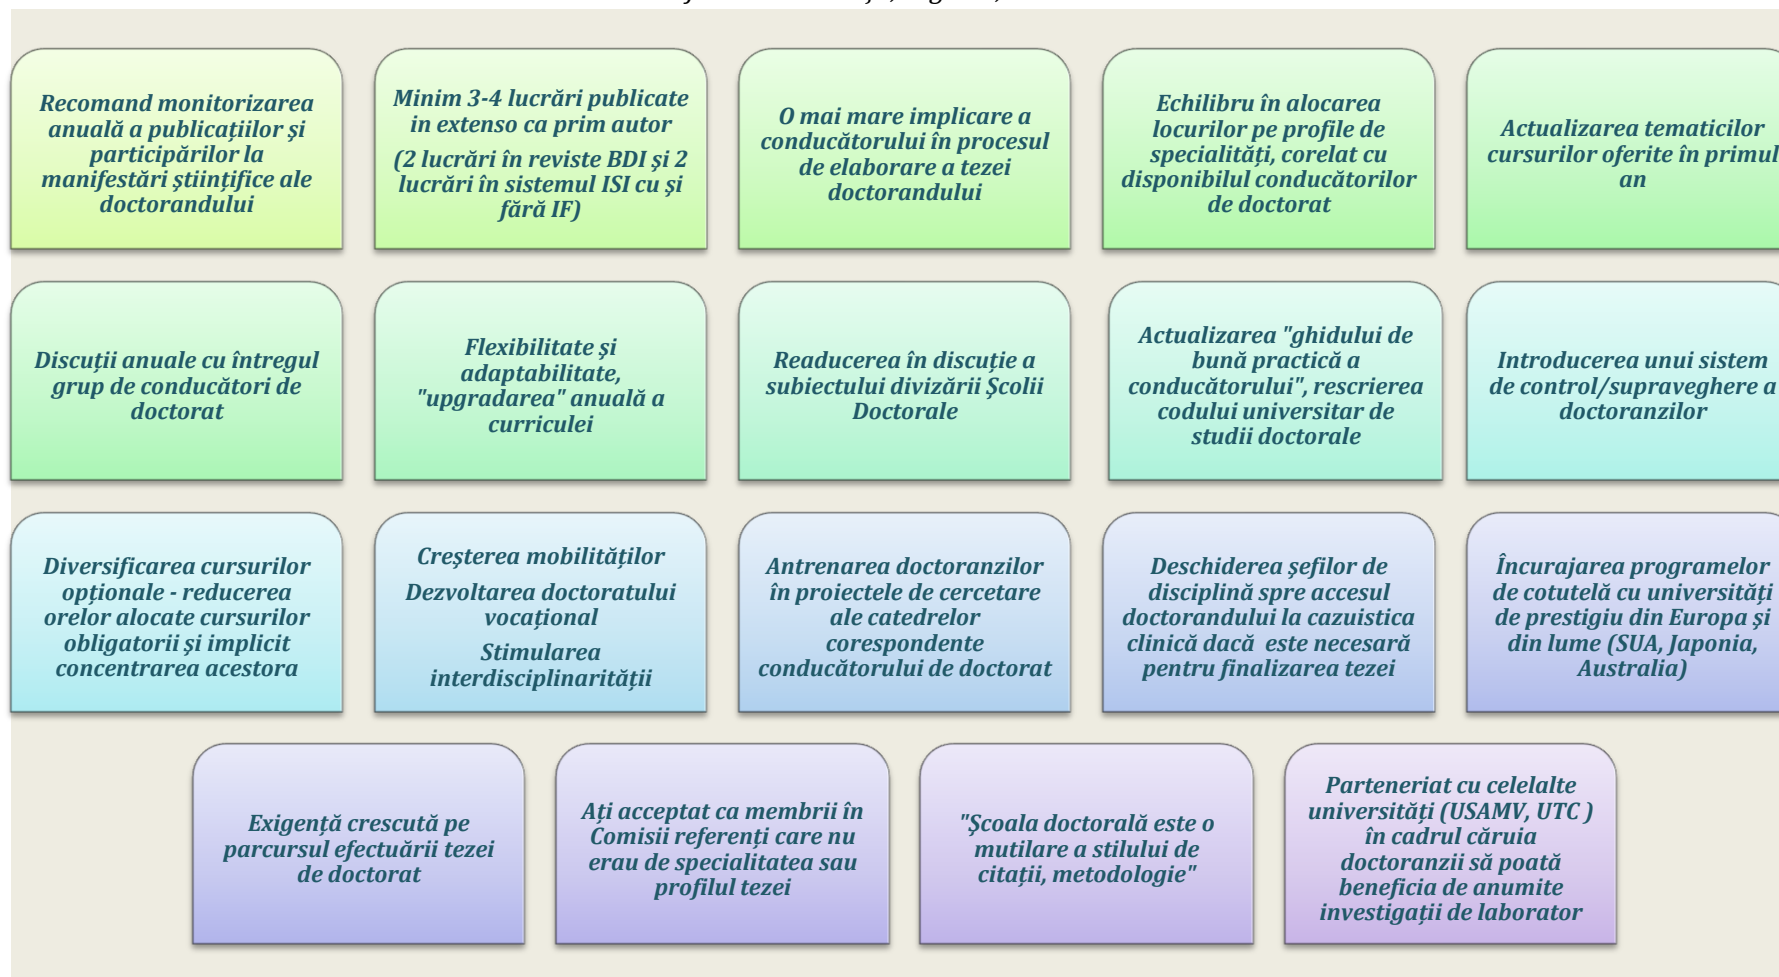 Recomand monitorizarea
anuală a publicațiilor și
participărilor la
manifestări științifice ale
doctorandului
Minim 3-4 lucrări publicate
in extenso ca prim autor
(2 lucrări în reviste BDI și 2
lucrări în sistemul ISI cu și
fără IF)
O mai mare implicare a
conducătorului în procesul
de elaborare a tezei
doctorandului
Echilibru în alocarea
locurilor pe profile de
specialități, corelat cu
disponibilul conducătorilor
de doctorat
Actualizarea tematicilor
cursurilor oferite în primul
an
Discuții anuale cu întregul
grup de conducători de
doctorat
Flexibilitate și
adaptabilitate,
"upgradarea" anuală a
curriculei
Readucerea în discuție a
subiectului divizării Școlii
Doctorale
Actualizarea "ghidului de
bună practică a
conducătorului", rescrierea
codului universitar de
studii doctorale
Introducerea unui sistem
de control/supraveghere a
doctoranzilor
Diversificarea cursurilor
opționale - reducerea
orelor alocate cursurilor
obligatorii și implicit
concentrarea acestora
Creșterea mobilităților
Dezvoltarea doctoratului
vocațional
Stimularea
interdisciplinarității
Antrenarea doctoranzilor
în proiectele de cercetare
ale catedrelor
corespondente
conducătorului de doctorat
Deschiderea șefilor de
disciplină spre accesul
doctorandului la cazuistica
clinică dacă este necesară
pentru finalizarea tezei
Încurajarea programelor
de cotutelă cu universități
de prestigiu din Europa și
din lume (SUA, Japonia,
Australia)
Exigență crescută pe
parcursul efectuării tezei
de doctorat
Ați acceptat ca membrii în
Comisii referenți care nu
erau de specialitatea sau
profilul tezei
"Școala doctorală este o
mutilare a stilului de
citații, metodologie"
Parteneriat cu celelalte
universități (USAMV, UTC )
în cadrul căruia
doctoranzii să poată
beneficia de anumite
investigații de laborator